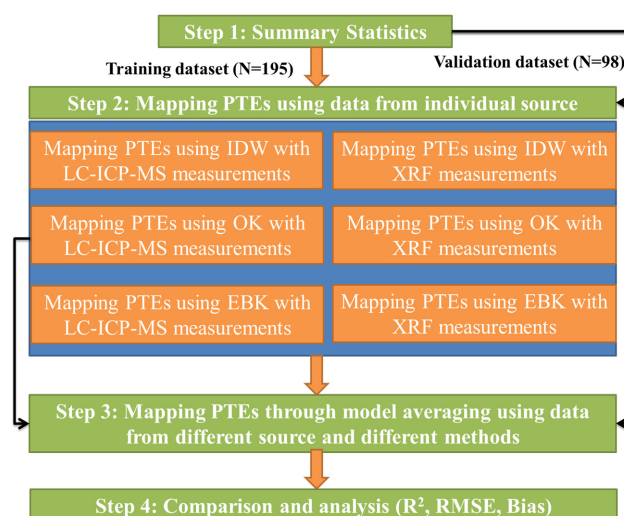 Step 1: Summary Statistics
Training dataset (N=195)
Validation dataset (N=98)
Step 2: Mapping PTEs using data from individual source
Mapping PTEs using IDW with
LC-ICP-MS measurements
Mapping PTEs using IDW with
XRF measurements
Mapping PTEs using OK with
LC-ICP-MS measurements
Mapping PTEs using OK with
XRF measurements
Mapping PTEs using EBK with
LC-ICP-MS measurements
Mapping PTEs using EBK with
XRF measurements
Step 3: Mapping PTEs through model averaging using data
from different source and different methods
Step 4: Comparison and analysis (R², RMSE, Bias)